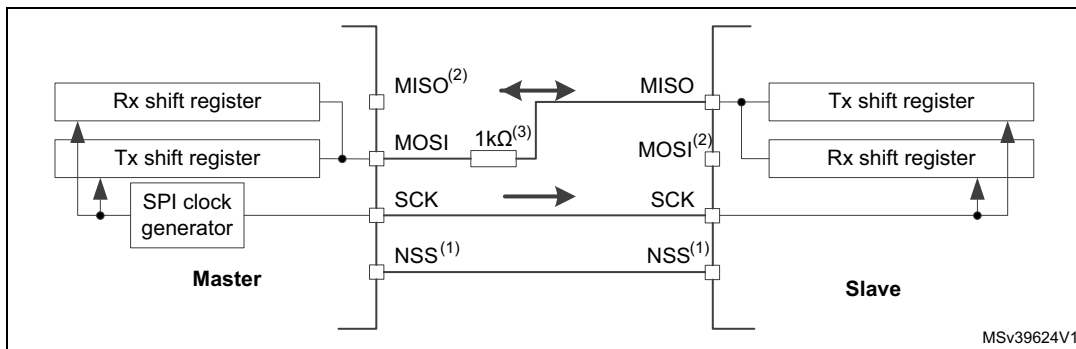 MISO(2)
MISO
Rx shift register
Tx shift register
MOSI
1kΩ(3)
MOSI(2)
Tx shift register
Rx shift register
SPI clock
generator
SCK
SCK
NSS(1)
NSS(1)
Master
Slave
MSv39624V1